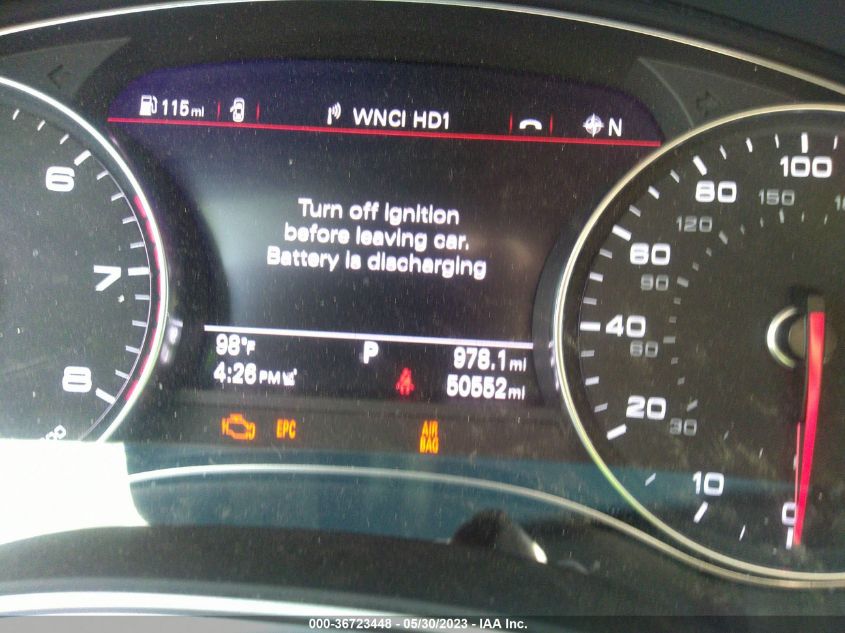 115 mi
WNCI HD1
N
Turn off ignition
before leaving car.
Battery is discharging
98°F
P
978.1 mi
4:26 PM
50552 mi
EPC
AIR
BAG
6
7
8
100
80
150
120
60
90
40
60
20
30
10
0
000-36723448 - 05/30/2023 - IAA Inc.